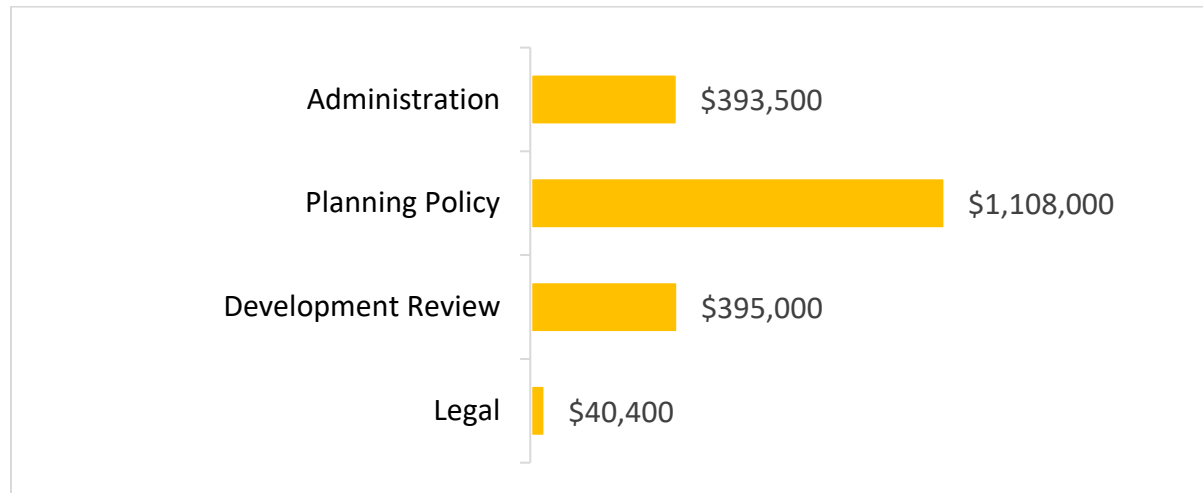 Administration $393,500
Planning Policy $1,108,000
Development Review $395,000
Legal $40,400